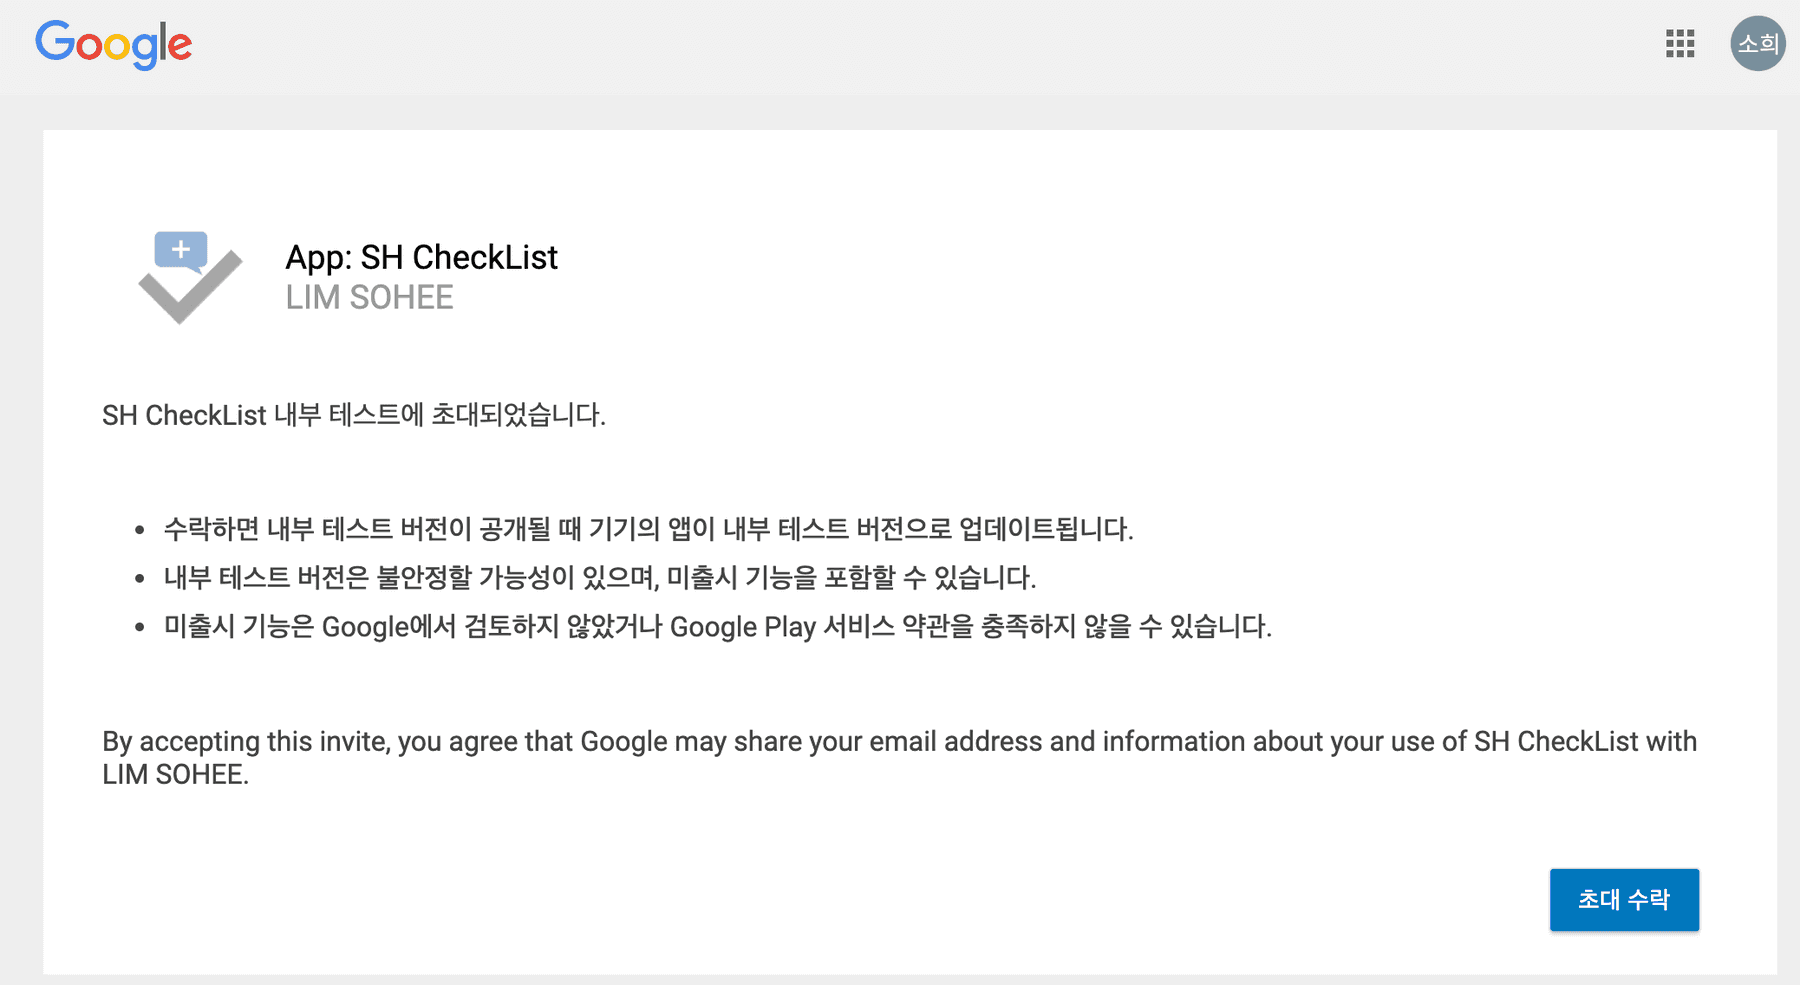 Google
소희
App: SH CheckList
LIM SOHEE
SH CheckList 내부 테스트에 초대되었습니다.
• 수락하면 내부 테스트 버전이 공개될 때 기기의 앱이 내부 테스트 버전으로 업데이트됩니다.
• 내부 테스트 버전은 불안정할 가능성이 있으며, 미출시 기능을 포함할 수 있습니다.
• 미출시 기능은 Google에서 검토하지 않았거나 Google Play 서비스 약관을 충족하지 않을 수 있습니다.
By accepting this invite, you agree that Google may share your email address and information about your use of SH CheckList with
LIM SOHEE.
초대 수락